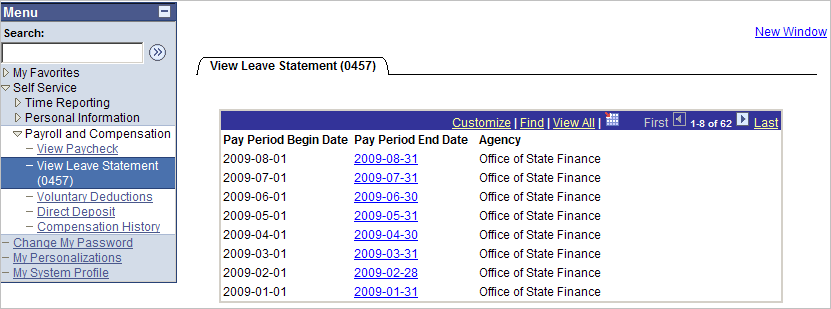 Menu
Search:
My Favorites
Self Service
Time Reporting
Personal Information
Payroll and Compensation
View Paycheck
View Leave Statement
(0457)
Voluntary Deductions
Direct Deposit
Compensation History
Change My Password
My Personalizations
My System Profile
New Window
View Leave Statement (0457)
Customize | Find | View All | First 1-8 of 62 Last
Pay Period Begin Date Pay Period End Date Agency
2009-08-01 2009-08-31 Office of State Finance
2009-07-01 2009-07-31 Office of State Finance
2009-06-01 2009-06-30 Office of State Finance
2009-05-01 2009-05-31 Office of State Finance
2009-04-01 2009-04-30 Office of State Finance
2009-03-01 2009-03-31 Office of State Finance
2009-02-01 2009-02-28 Office of State Finance
2009-01-01 2009-01-31 Office of State Finance